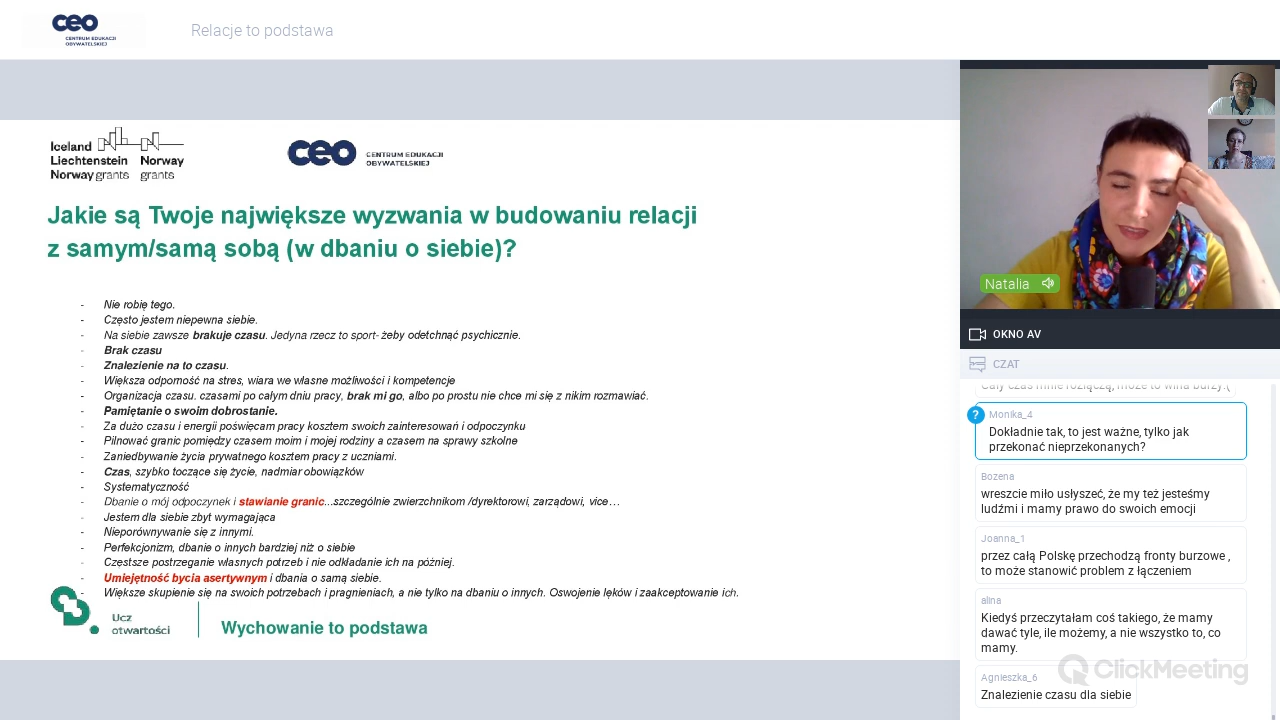 ceo
CENTRUM EDUKACJI
OBYWATELSKIEJ
Relacje to podstawa
Iceland
Liechtenstein Norway
Norway grants grants
ceo CENTRUM EDUKACJI
OBYWATELSKIEJ
Jakie są Twoje największe wyzwania w budowaniu relacji
z samym/samą sobą (w dbaniu o siebie)?
- Nie robię tego.
- Często jestem niepewna siebie.
- Na siebie zawsze brakuje czasu. Jedyna rzecz to sport- żeby odetchnąć psychicznie.
- Brak czasu
- Znalezienie na to czasu.
- Większa odporność na stres, wiara we własne możliwości i kompetencje
- Organizacja czasu. czasami po całym dniu pracy, brak mi go, albo po prostu nie chce mi się z nikim rozmawiać.
- Pamiętanie o swoim dobrostanie.
- Za dużo czasu i energii poświęcam pracy kosztem swoich zainteresowań i odpoczynku
- Pilnować granic pomiędzy czasem moim i mojej rodziny a czasem na sprawy szkolne
- Zaniedbywanie życia prywatnego kosztem pracy z uczniami.
- Czas, szybko toczące się życie, nadmiar obowiązków
- Systematyczność
- Dbanie o mój odpoczynek i stawianie granic...szczególnie zwierzchnikom /dyrektorowi, zarządowi, vice…
- Jestem dla siebie zbyt wymagająca
- Nieporównywanie się z innymi.
- Perfekcjonizm, dbanie o innych bardziej niż o siebie
- Czestsze postrzeganie własnych potrzeb i nie odkładanie ich na później.
- Umiejętność bycia asertywnym i dbania o samą siebie.
- Większe skupienie się na swoich potrzebach i pragnieniach, a nie tylko na dbaniu o innych. Oswojenie lęków i zaakceptowanie ich.
Ucz
otwartości
Wychowanie to podstawa
Natalia
OKNO AV
CZAT
Cały czas mnie rozłącza, może to wina burzy:(
? Monika_4
Dokładnie tak, to jest ważne, tylko jak
przekonać nieprzekonanych?
Bożena
wreszcie miło usłyszeć, że my też jesteśmy
ludźmi i mamy prawo do swoich emocji
Joanna_1
przez całą Polskę przechodzą fronty burzowe ,
to może stanowić problem z łączeniem
alina
Kiedyś przeczytałam coś takiego, że mamy
dawać tyle, ile możemy, a nie wszystko to, co
mamy.
ClickMeeting
Agnieszka_6
Znalezienie czasu dla siebie